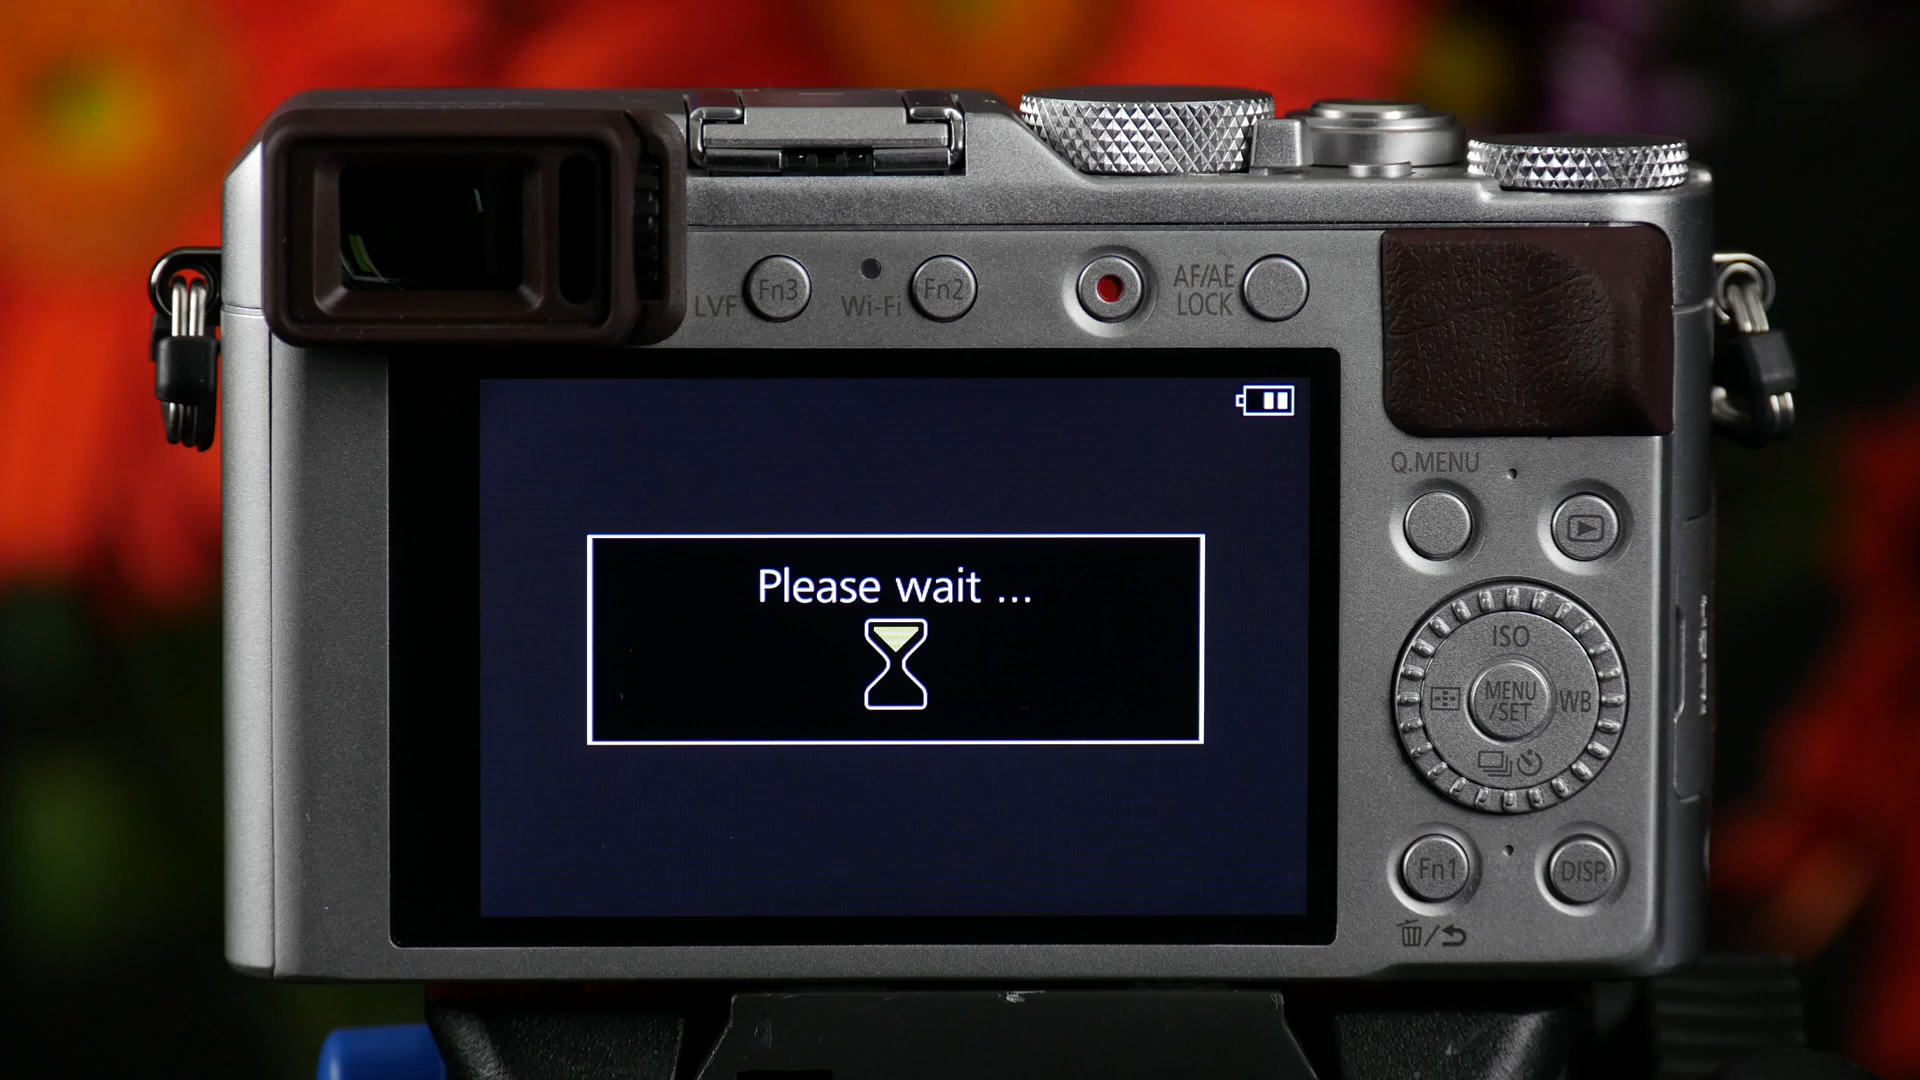 LVF
Fn3
Wi-Fi
Fn2
AF/AE
LOCK
Q.MENU
Please wait ...
ISO
MENU
/SET
WB
Fn1
DISP.